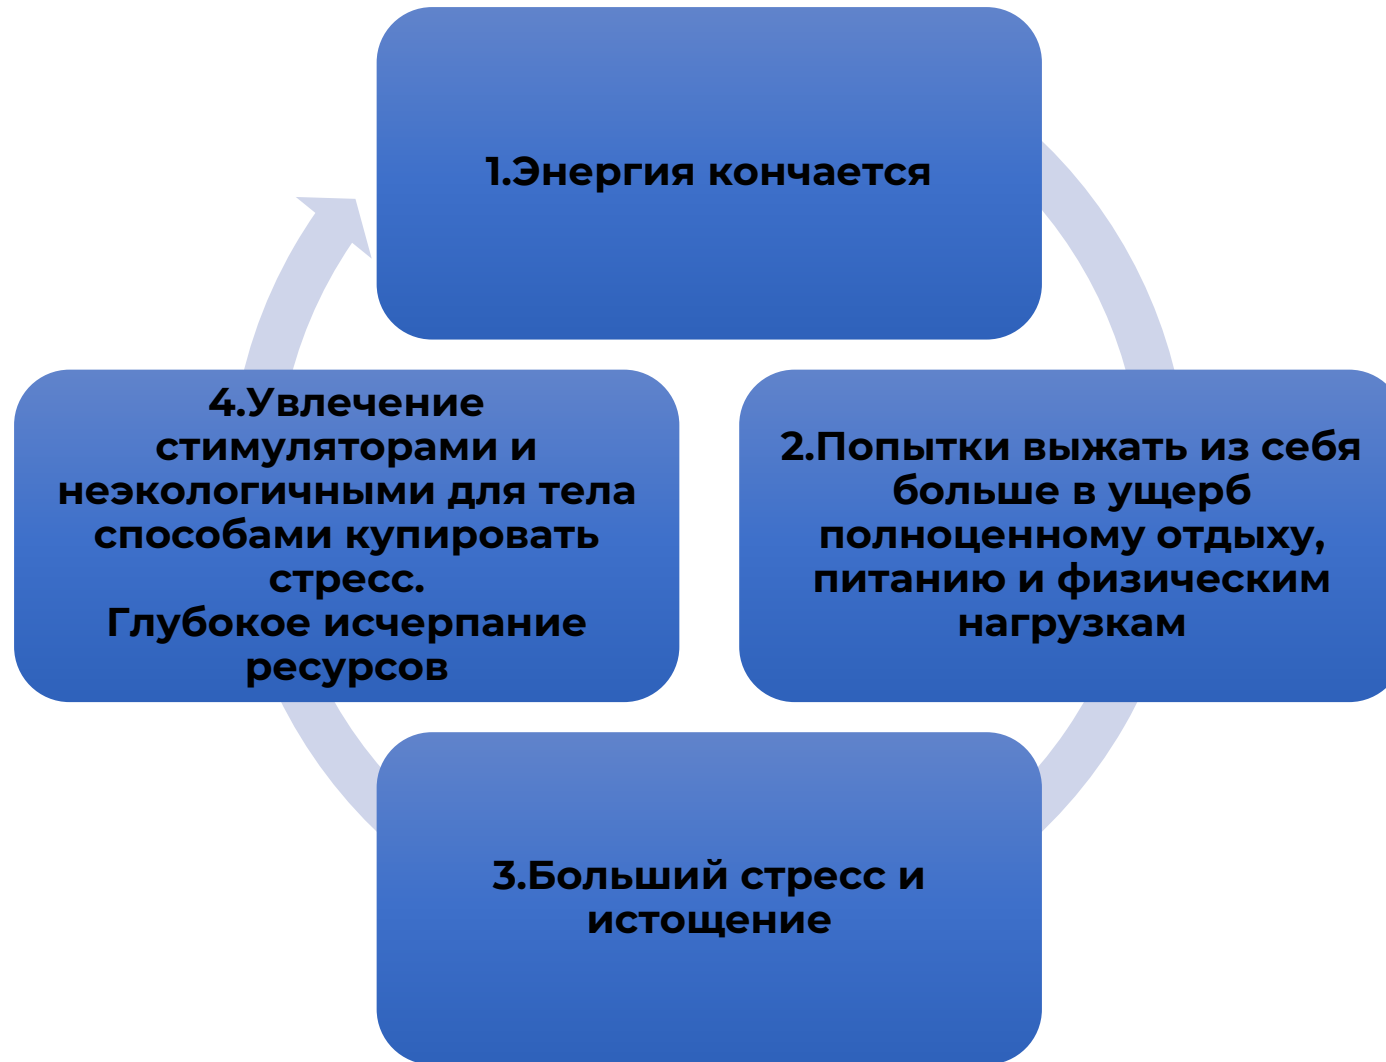 1.Энергия кончается
2.Попытки выжать из себя
больше в ущерб
полноценному отдыху,
питанию и физическим
нагрузкам
3.Больший стресс и
истощение
4.Увлечение
стимуляторами и
неэкологичными для тела
способами купировать
стресс.
Глубокое исчерпание
ресурсов